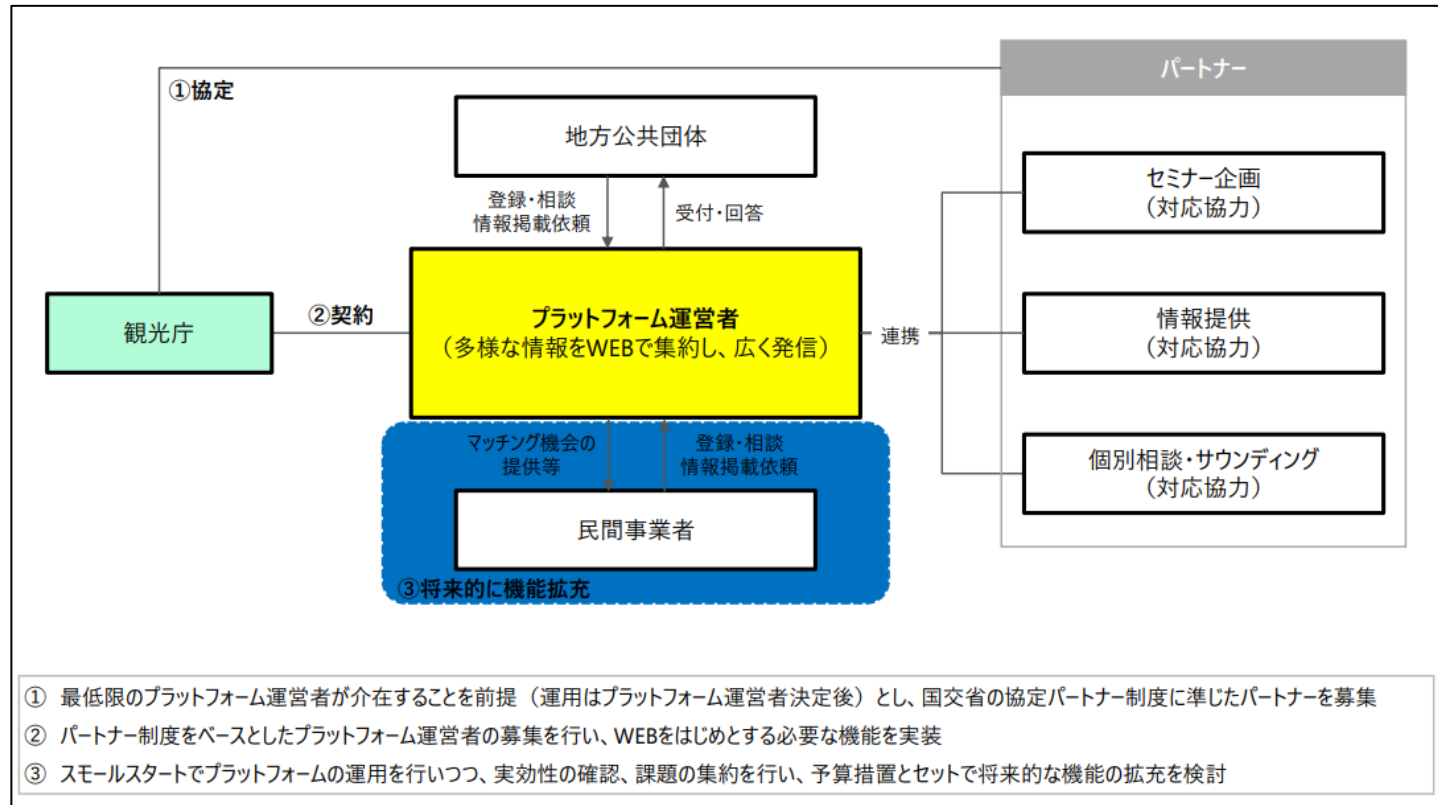 パートナー
①協定
地方公共団体
セミナー企画
（対応協力）
登録・相談
情報掲載依頼
受付・回答
観光庁
②契約
プラットフォーム運営者
（多様な情報をWEBで集約し、広く発信）
連携
情報提供
（対応協力）
マッチング機会の
提供等
登録・相談
情報掲載依頼
個別相談・サウンディング
（対応協力）
民間事業者
③将来的に機能拡充
① 最低限のプラットフォーム運営者が介在することを前提（運用はプラットフォーム運営者決定後）とし、国交省の協定パートナー制度に準じたパートナーを募集
② パートナー制度をベースとしたプラットフォーム運営者の募集を行い、WEBをはじめとする必要な機能を実装
③ スモールスタートでプラットフォームの運用を行いつつ、実効性の確認、課題の集約を行い、予算措置とセットで将来的な機能の拡充を検討